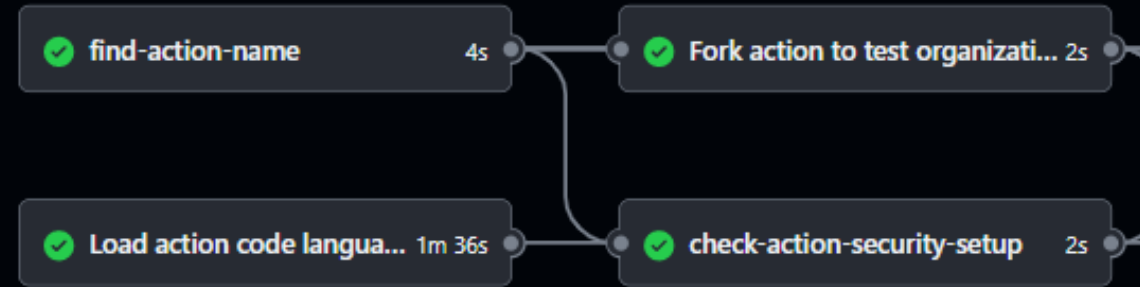 find-action-name 4s
Fork action to test organizati... 2s
Load action code langua... 1m 36s
check-action-security-setup 2s